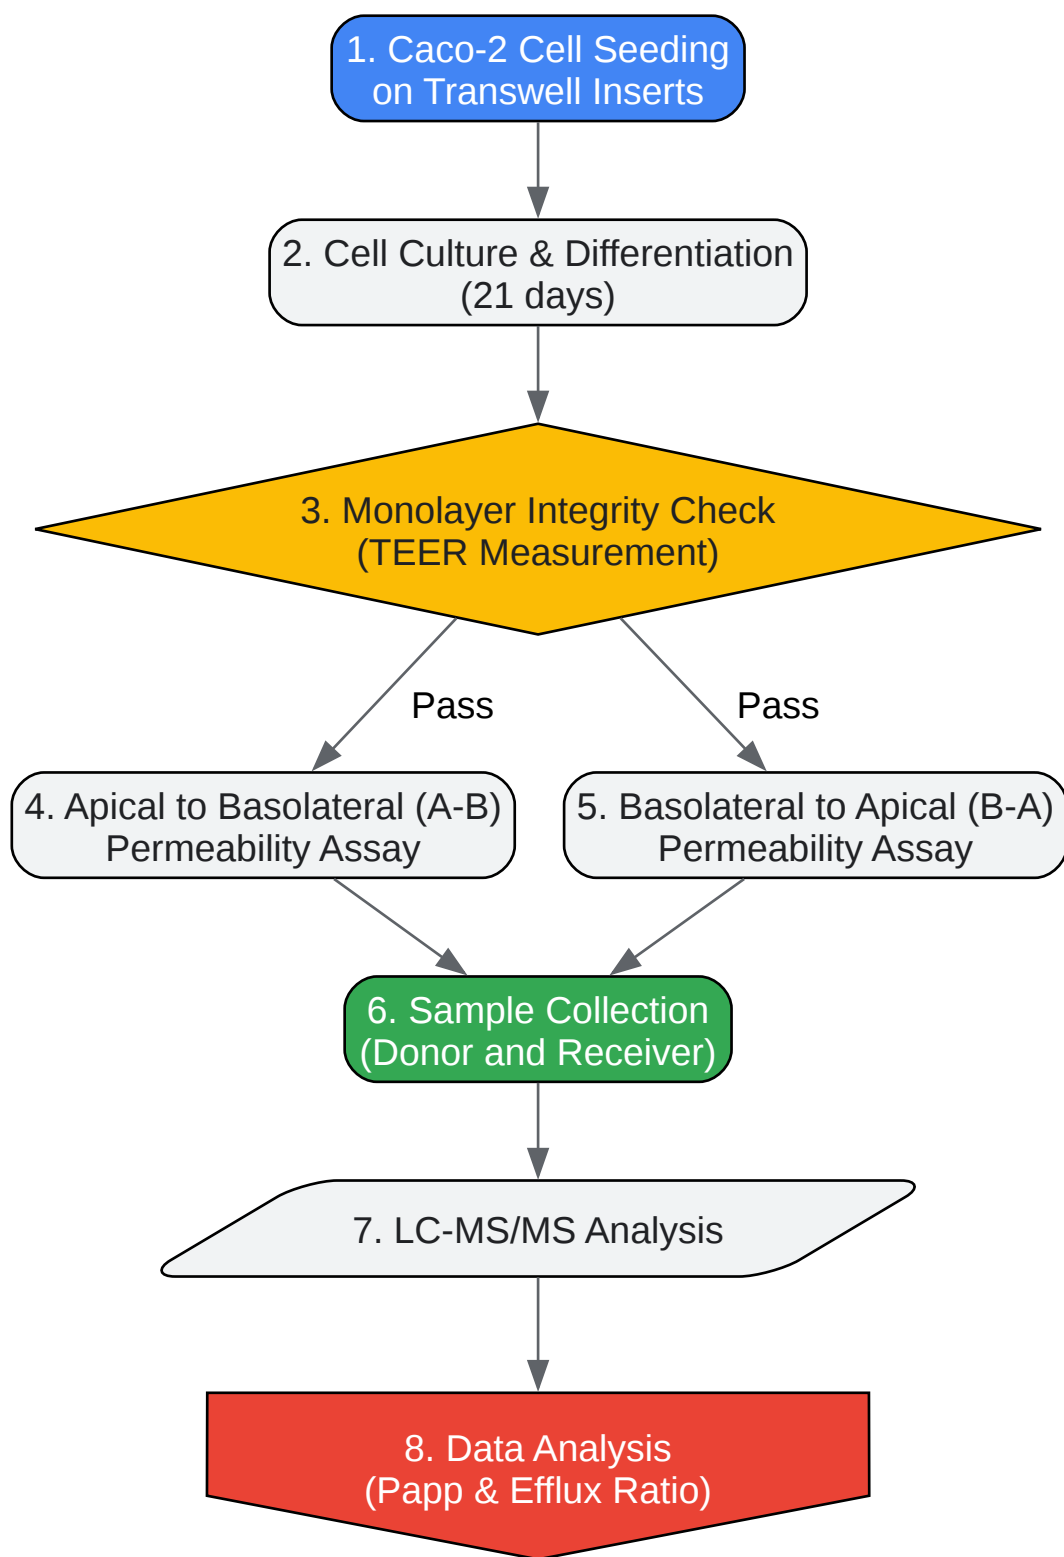 1. Caco-2 Cell Seeding
on Transwell Inserts
2. Cell Culture & Differentiation
(21 days)
3. Monolayer Integrity Check
(TEER Measurement)
Pass
Pass
4. Apical to Basolateral (A-B)
Permeability Assay
5. Basolateral to Apical (B-A)
Permeability Assay
6. Sample Collection
(Donor and Receiver)
7. LC-MS/MS Analysis
8. Data Analysis
(Papp & Efflux Ratio)